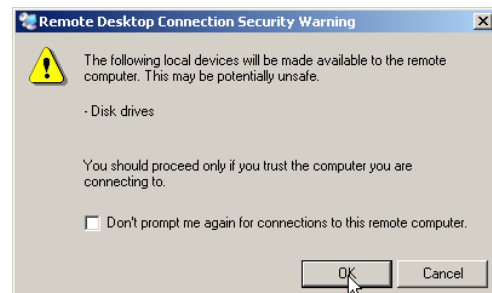 Remote Desktop Connection Security Warning
The following local devices will be made available to the remote
computer. This may be potentially unsafe.
- Disk drives
You should proceed only if you trust the computer you are
connecting to.
Don't prompt me again for connections to this remote computer.
OK
Cancel